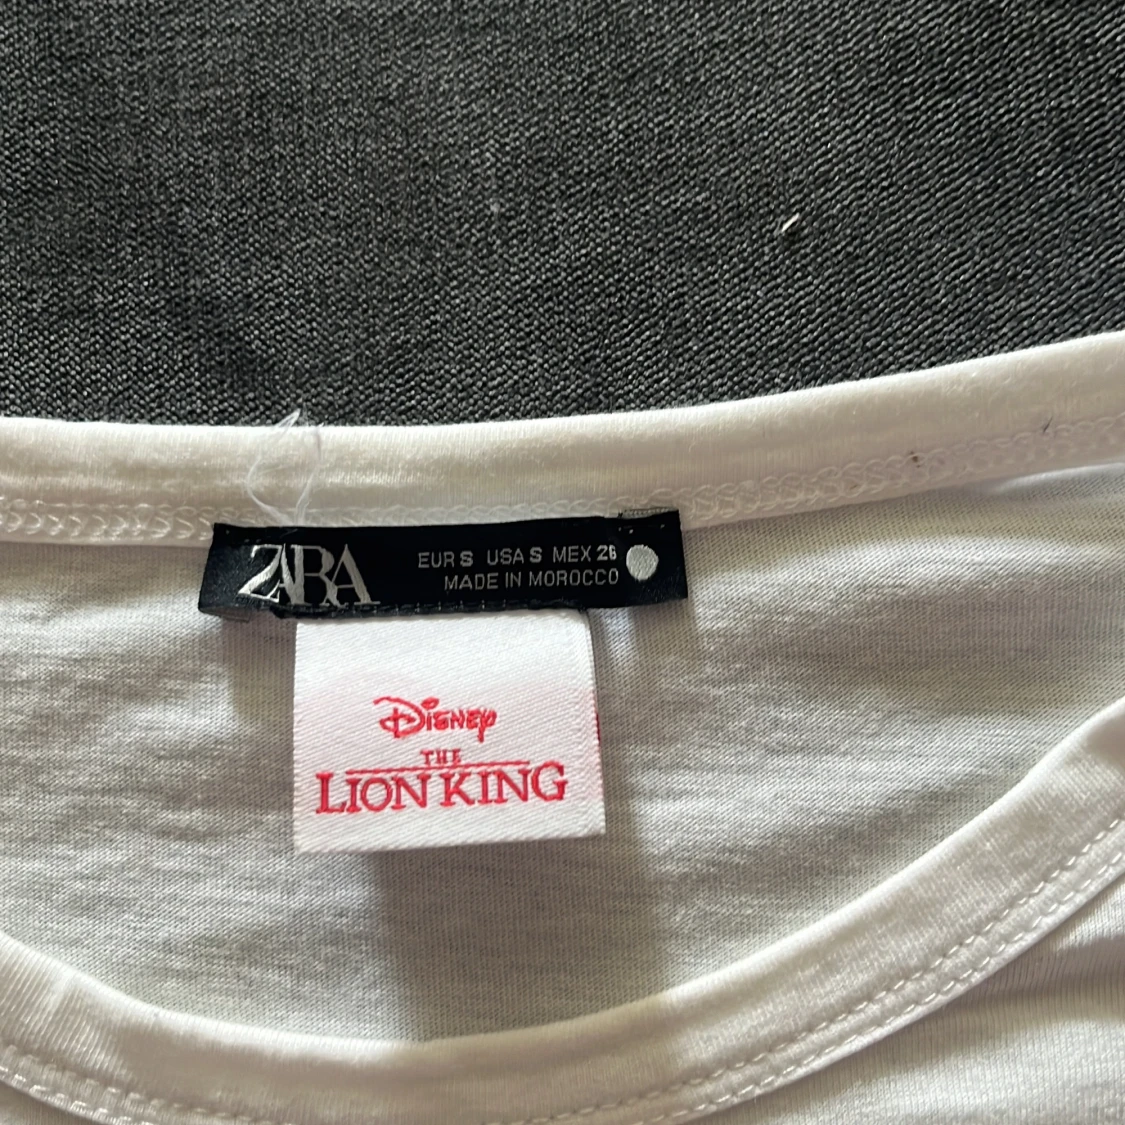 ZARA
EUR S USA S MEX 26
MADE IN MOROCCO
Disney
THE
LION KING